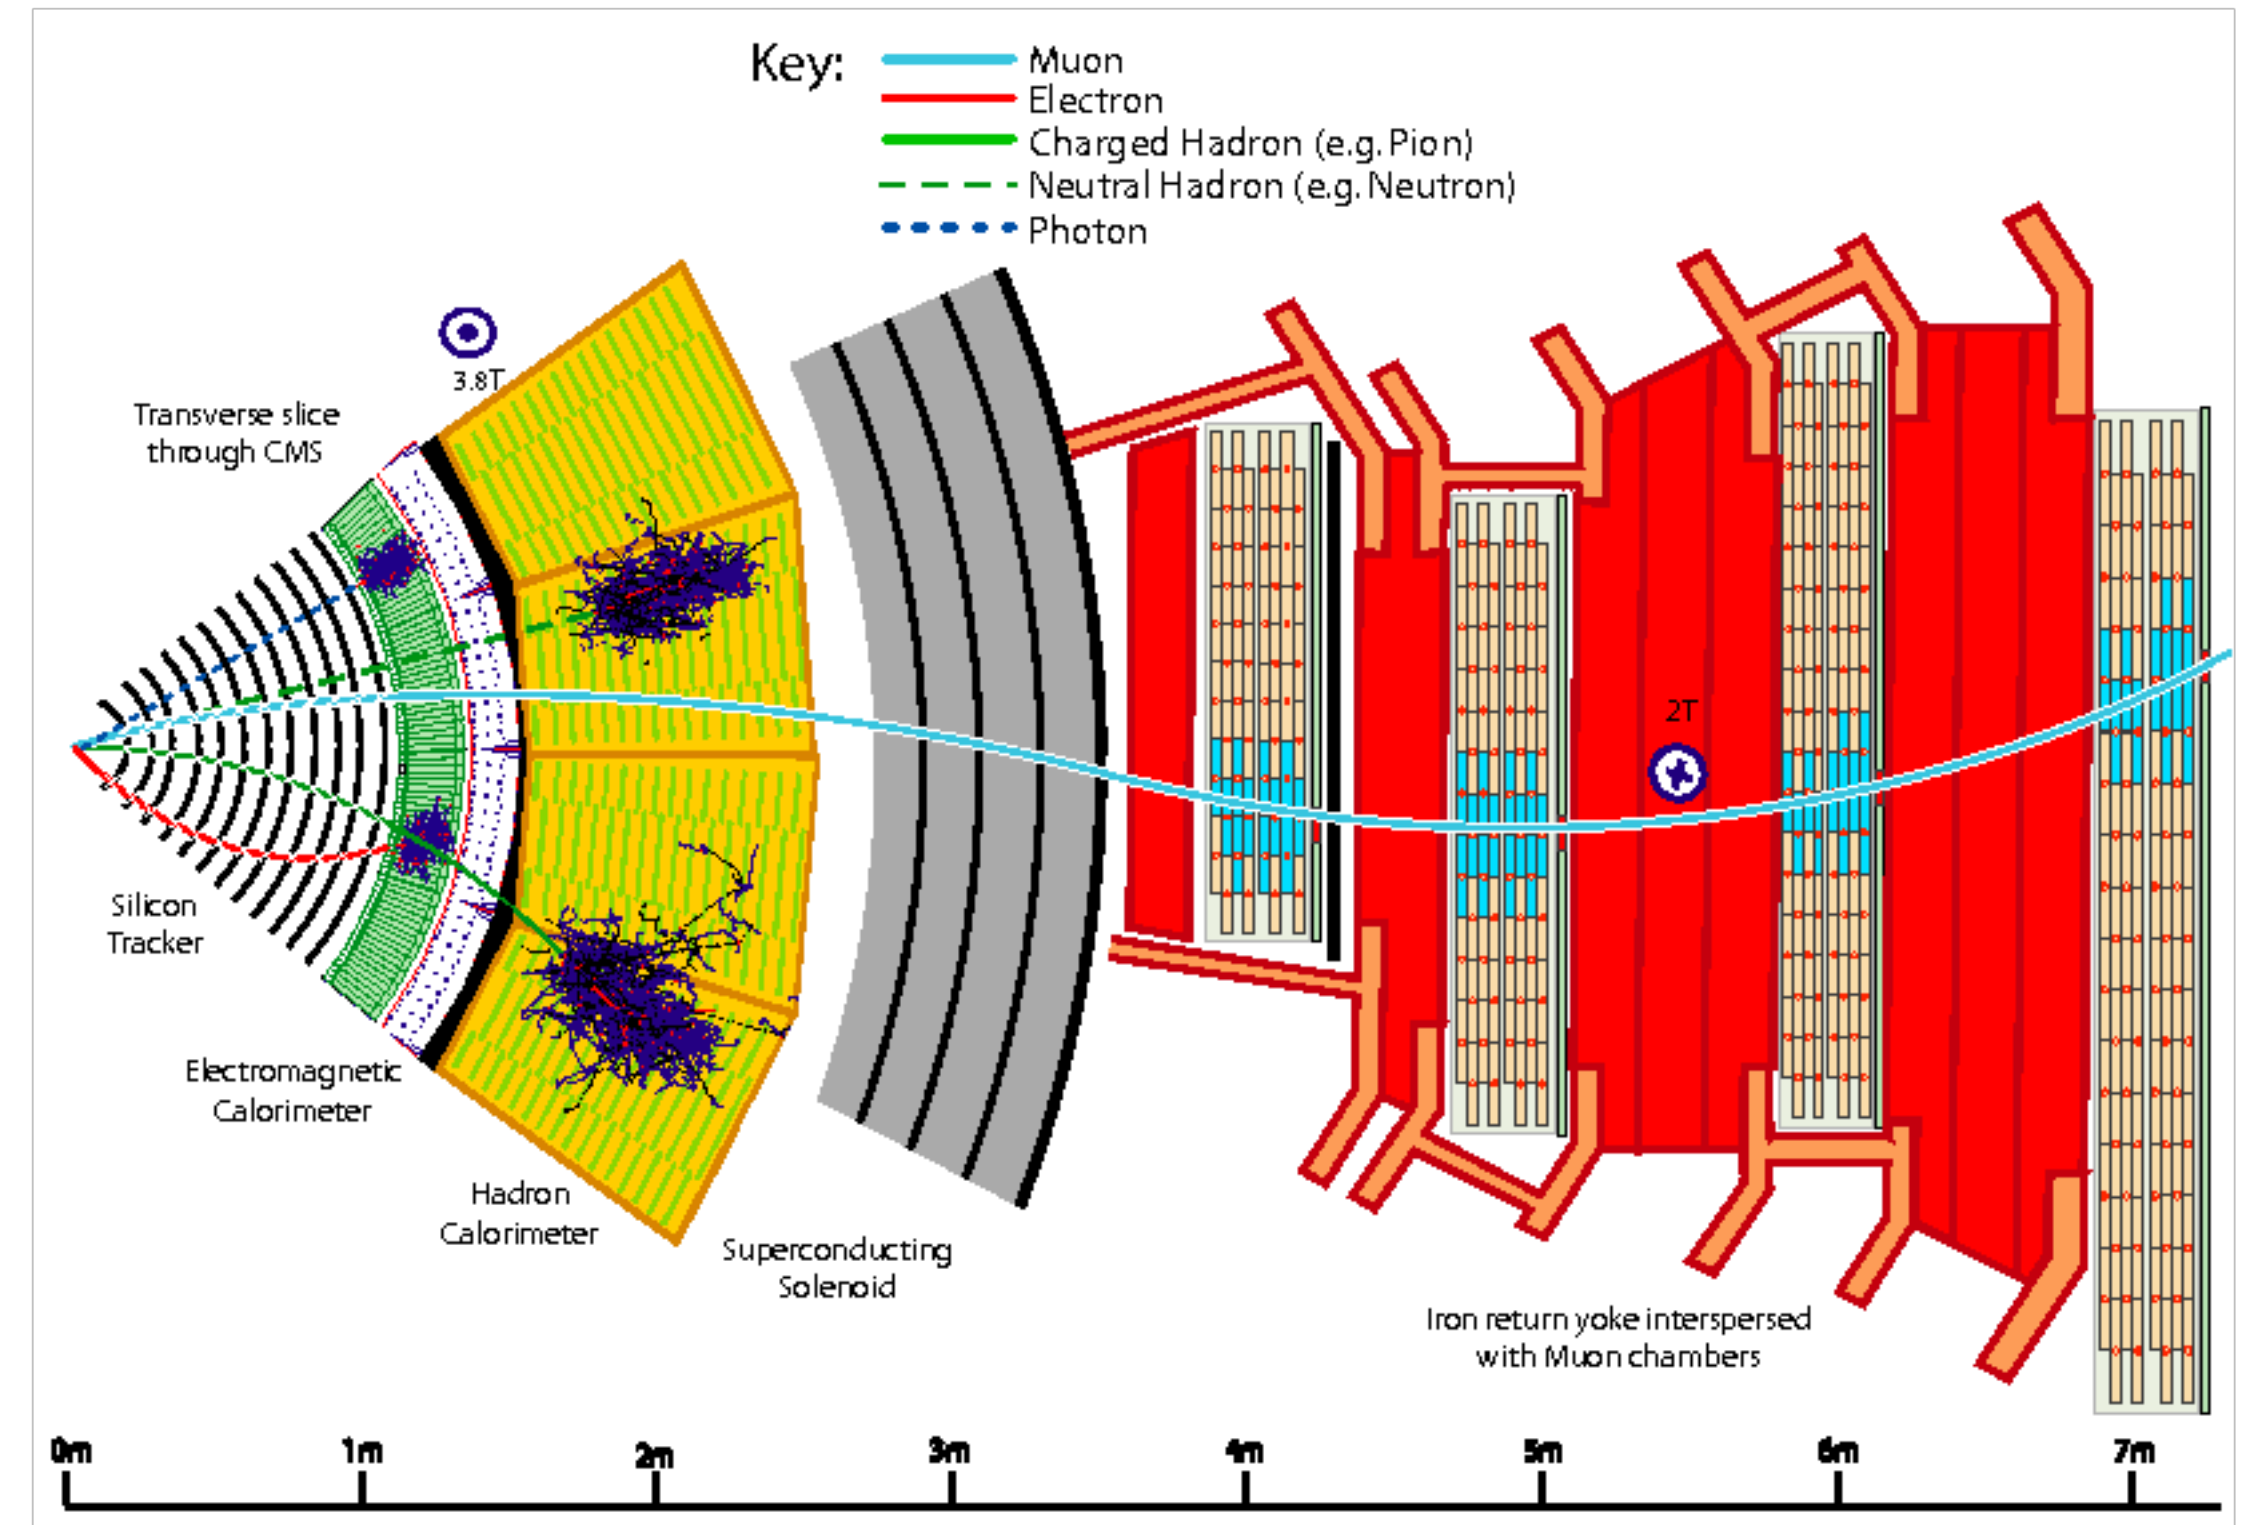 Key:
Muon
Electron
Charged Hadron (e.g. Pion)
Neutral Hadron (e.g. Neutron)
Photon
3.8T
Transverse slice
through CMS
2T
Silicon
Tracker
Electromagnetic
Calorimeter
Hadron
Calorimeter
Superconducting
Solenoid
Iron return yoke interspersed
with Muon chambers
0m 1m 2m 3m 4m 5m 6m 7m